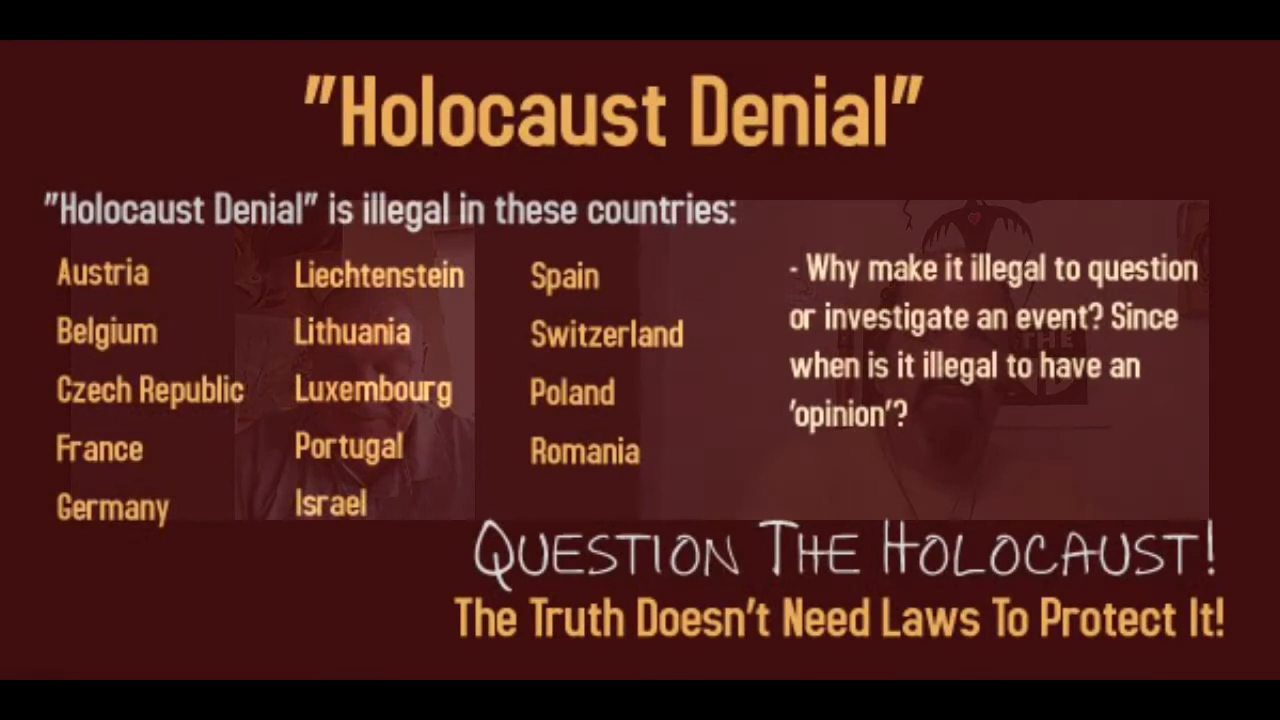 "Holocaust Denial"
"Holocaust Denial" is illegal in these countries:
Austria
Belgium
Czech Republic
France
Germany
Liechtenstein
Lithuania
Luxembourg
Portugal
Israel
Spain
Switzerland
Poland
Romania
- Why make it illegal to question
or investigate an event? Since
when is it illegal to have an
'opinion'?
Question The Holocaust!
The Truth Doesn't Need Laws To Protect It!